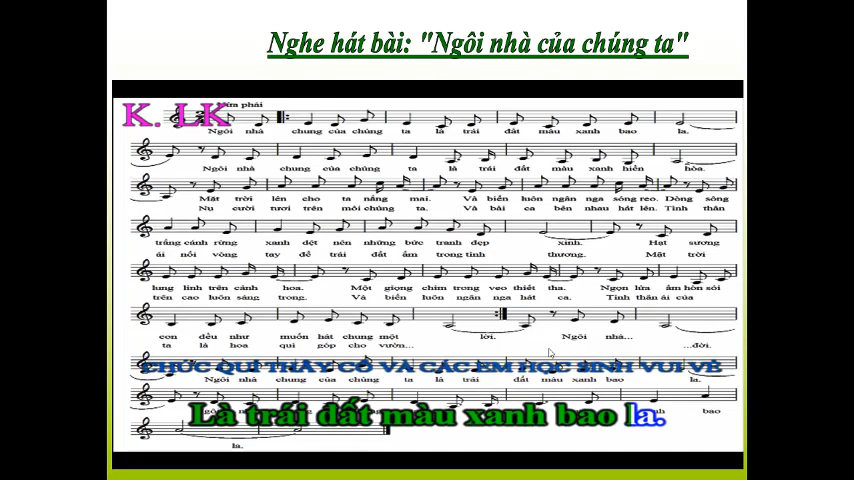 Nghe hát bài: "Ngôi nhà của chúng ta"
K. LK
Vừa phải
Ngôi nhà chung của chúng ta là trái đất màu xanh bao la.
Ngôi nhà chung của chúng ta là trái đất màu xanh hiền hòa.
Mặt trời lên cho ta nắng mai. Và biển luôn ngân nga sóng reo. Dòng sông
Nụ cười tươi trên môi chúng ta. Và bài ca bên nhau hát lên. Tình thân
trắng cánh rừng xanh dệt nên những bức tranh đẹp xinh. Hạt sương
ái nối vòng tay để trái đất ấm trong tình thương. Mặt trời
lung linh trên cánh hoa. Một giọng chim trong veo thiết tha. Ngọn lửa ấm hòn sỏi
trên cao luôn sáng trong. Và biển luôn ngân nga hát ca. Tình thân ái của
con đều như muốn hát chung một lời. Ngôi nhà...
ta là hoa quí góp cho vườn... ...đời.
CHÚC QUÍ THẦY CÔ VÀ CÁC EM HỌC SINH VUI VẺ
Ngôi nhà chung của chúng ta là trái đất màu xanh bao la.
Là trái đất màu xanh bao la.
bao
la.